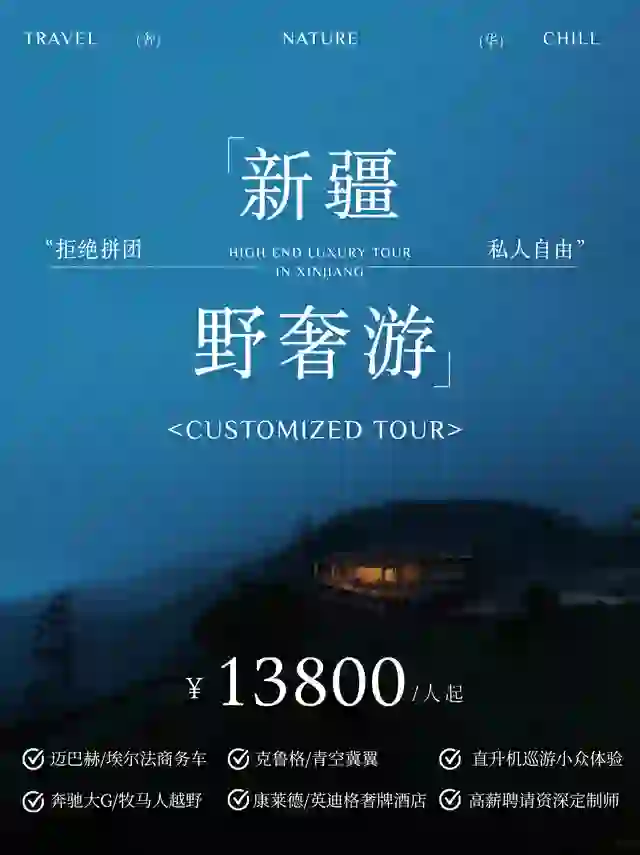 TRAVEL (奢) NATURE (华) CHILL
「新疆
“拒绝拼团 HIGH END LUXURY TOUR 私人自由”
IN XINJIANG
野奢游」
<CUSTOMIZED TOUR>
¥ 13800/人起
迈巴赫/埃尔法商务车 克鲁格/青空冀翼 直升机巡游小众体验
奔驰大G/牧马人越野 康莱德/英迪格奢牌酒店 高薪聘请资深定制师